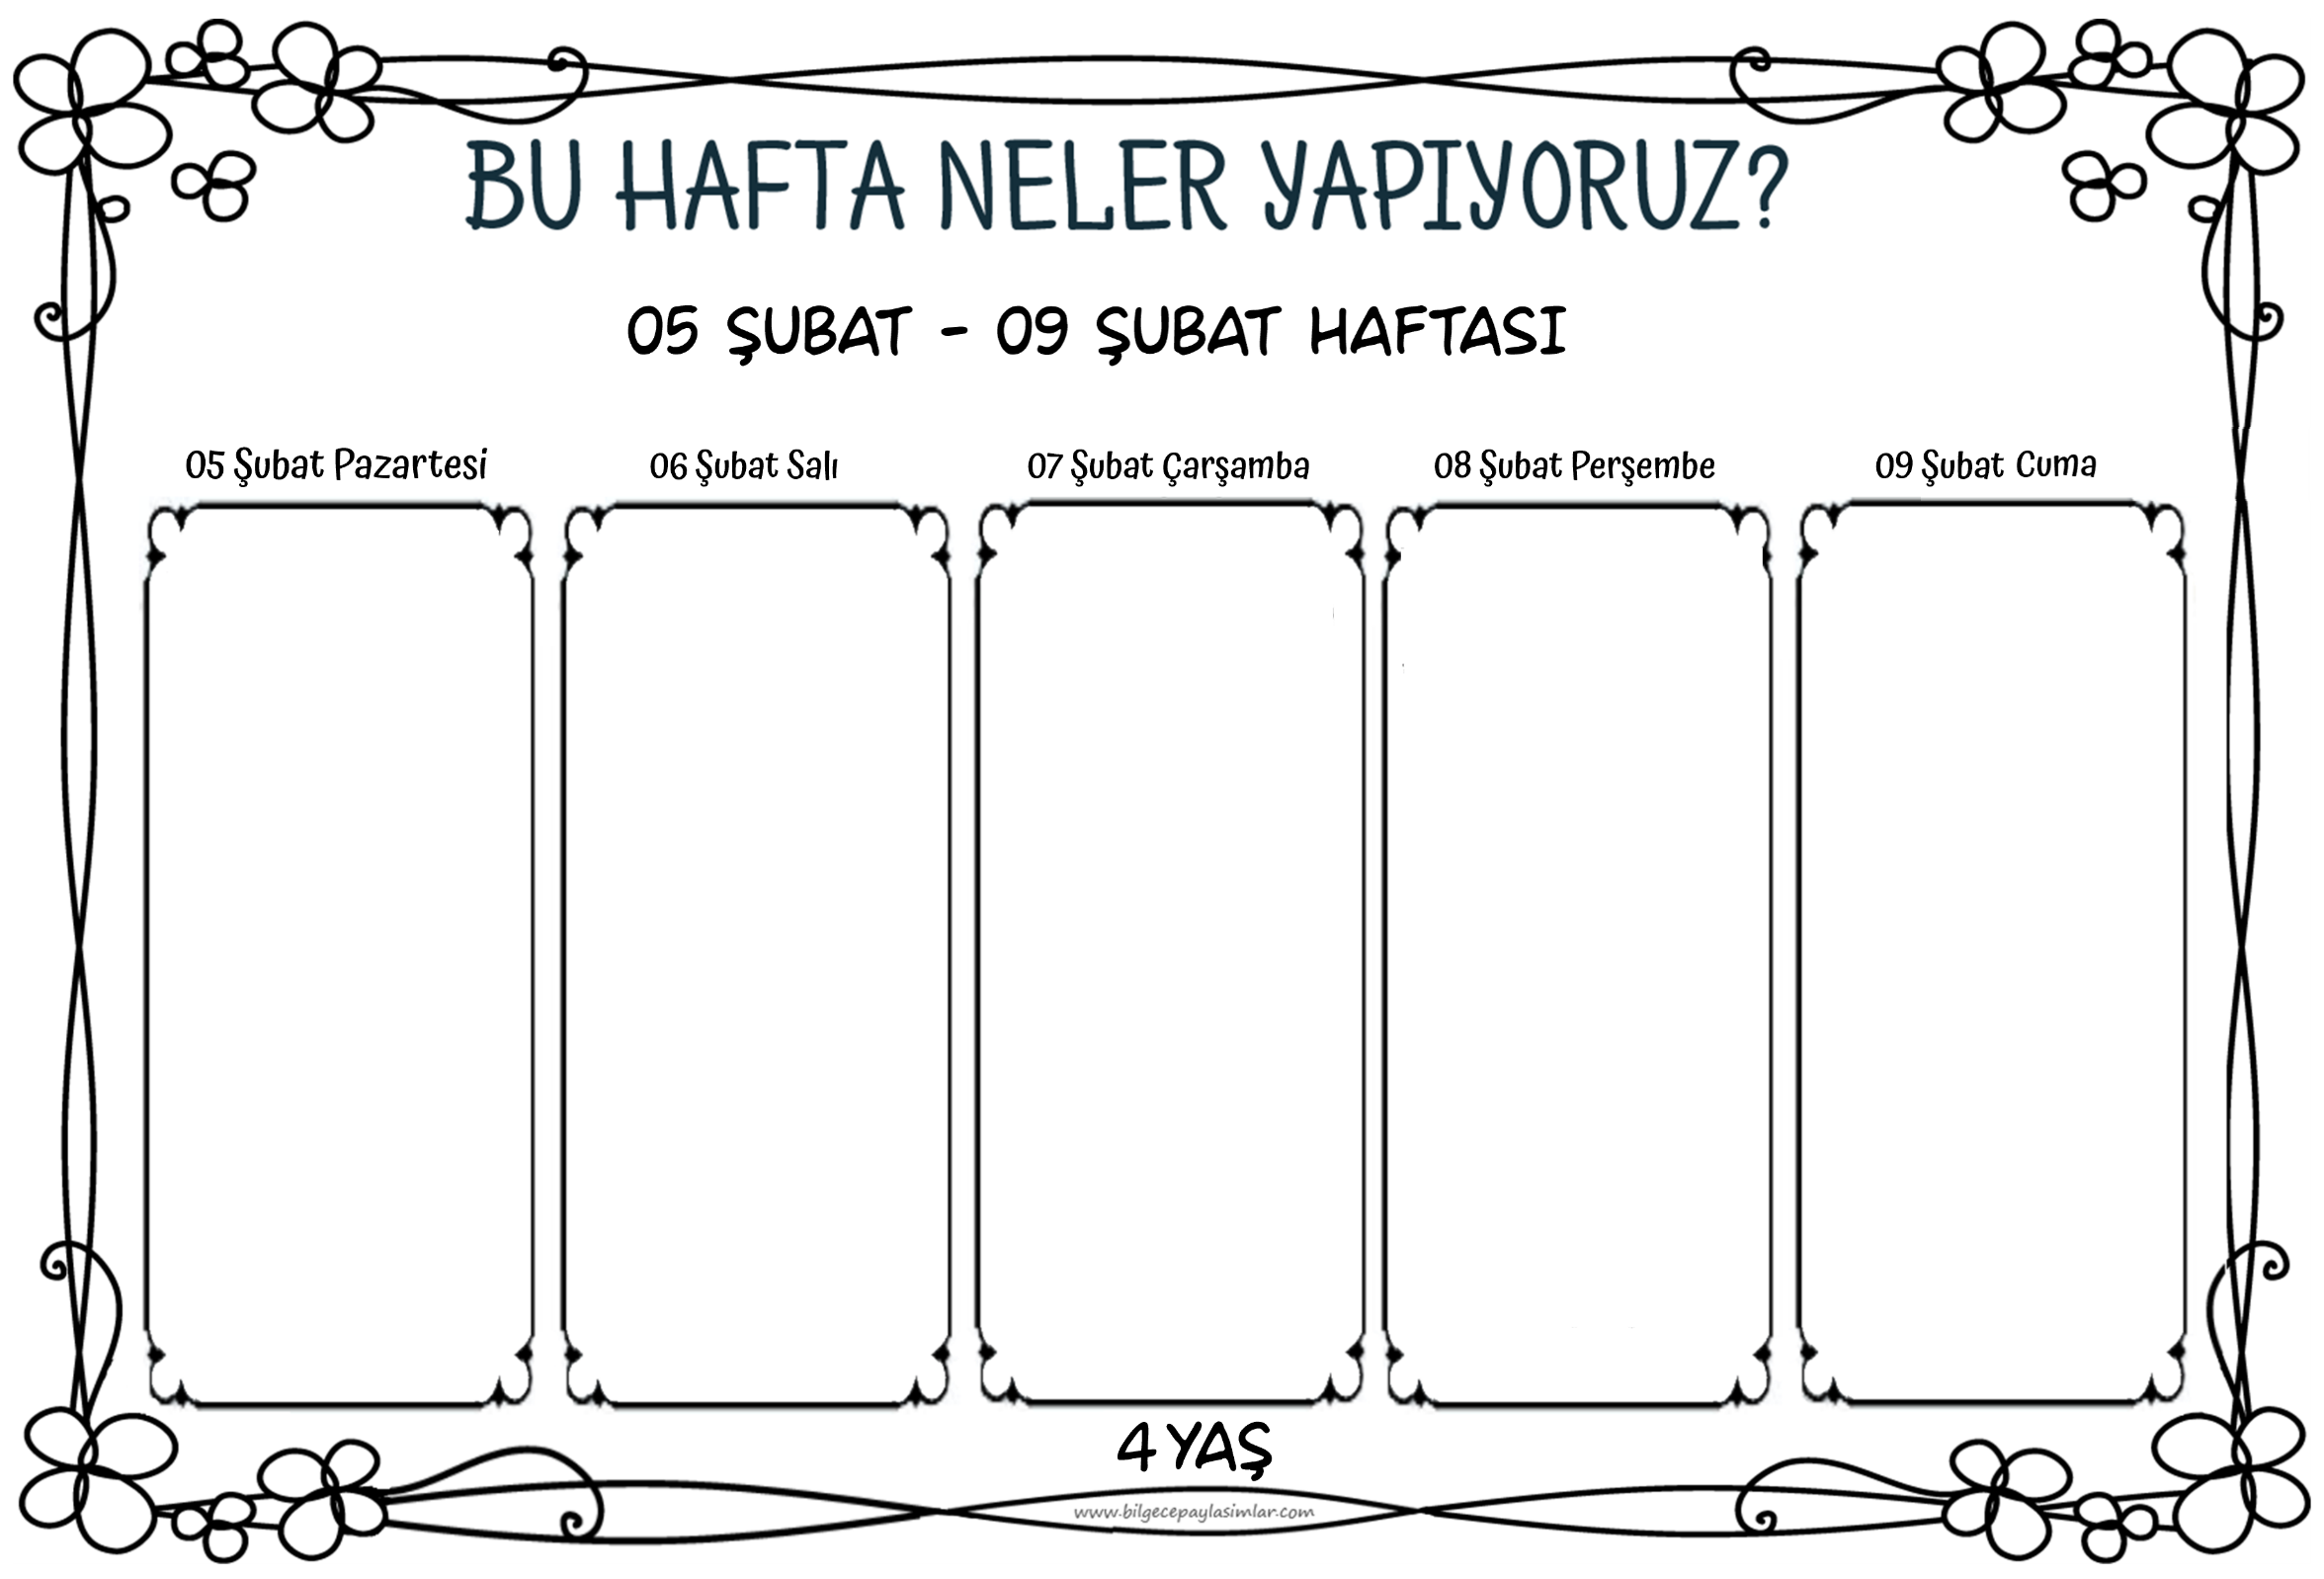 BU HAFTA NELER YAPIYORUZ?
05 ŞUBAT - 09 ŞUBAT HAFTASI
05 Şubat Pazartesi
06 Şubat Salı
07 Şubat Çarşamba
08 Şubat Perşembe
09 Şubat Cuma
4 YAŞ
www.bilgecepaylasimlar.com